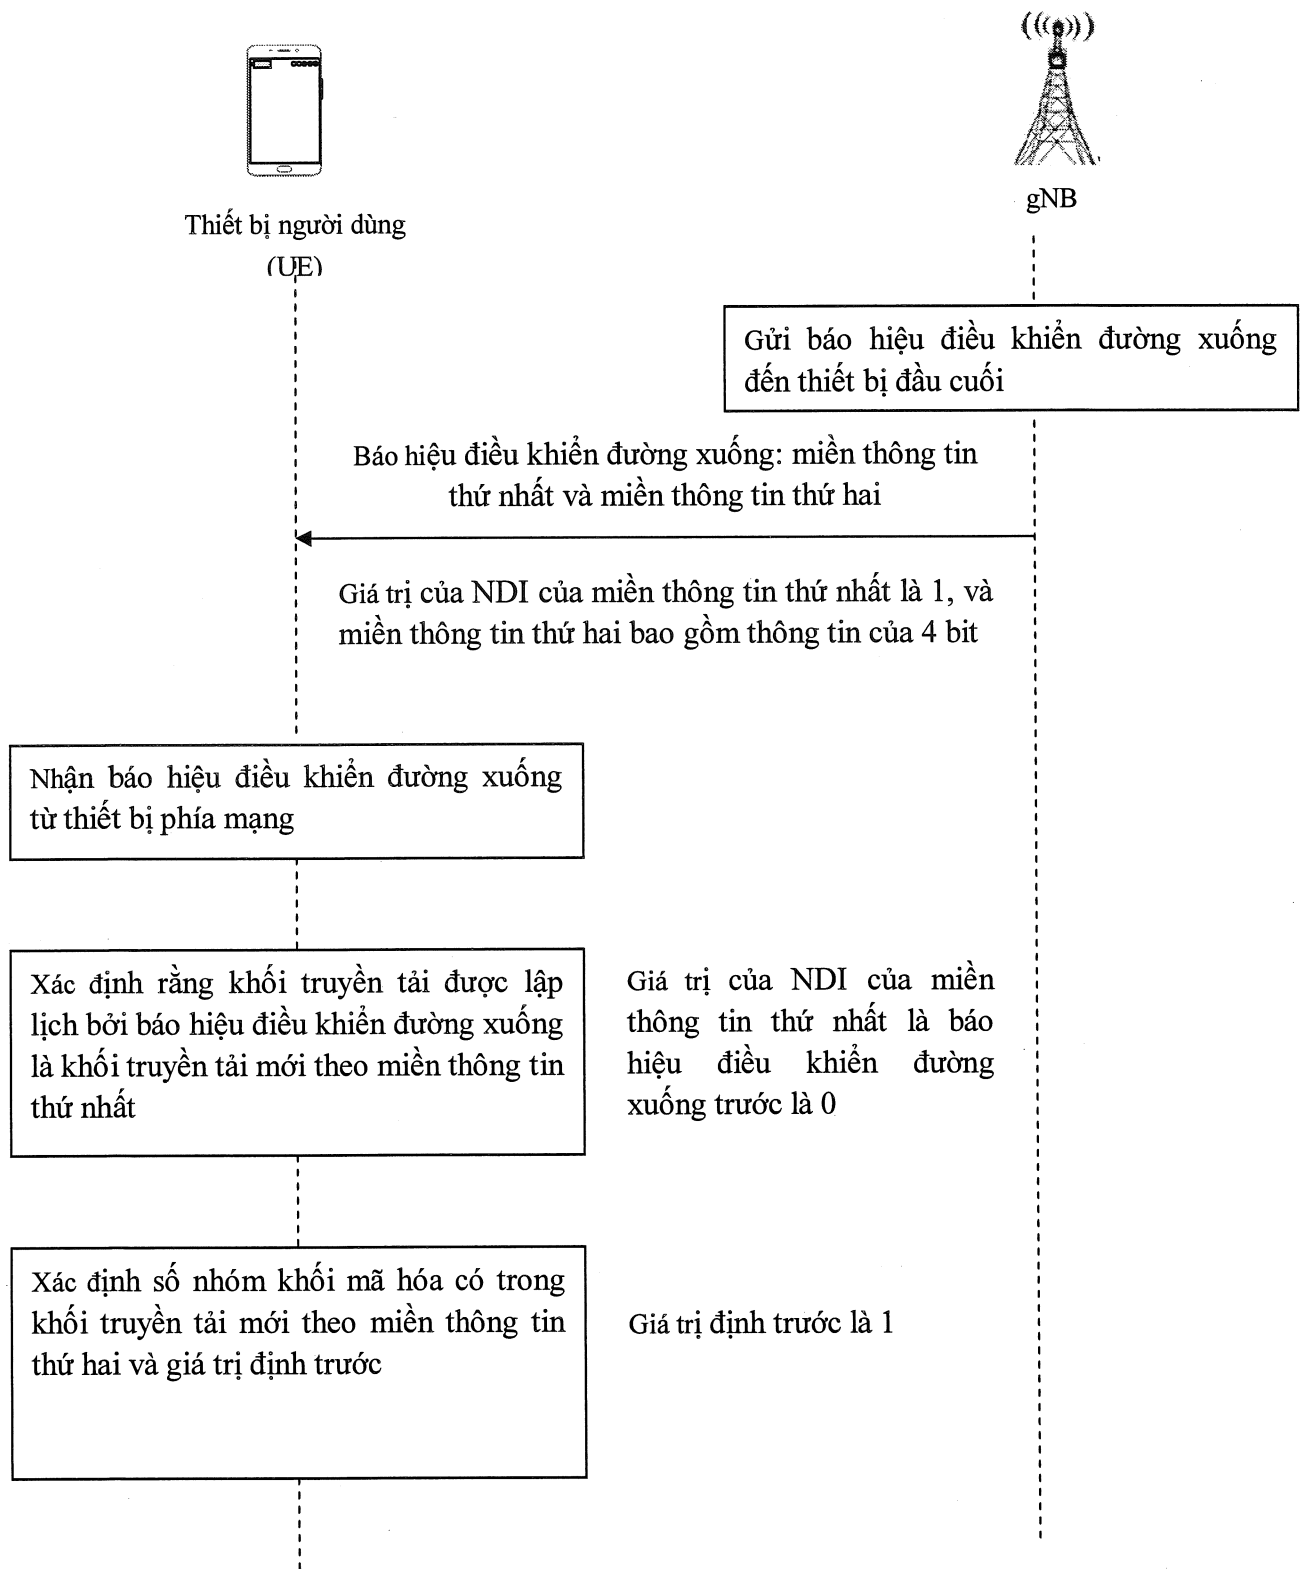 Thiết bị người dùng
(UE)
gNB
Gửi báo hiệu điều khiển đường xuống
đến thiết bị đầu cuối
Báo hiệu điều khiển đường xuống: miền thông tin
thứ nhất và miền thông tin thứ hai
Giá trị của NDI của miền thông tin thứ nhất là 1, và
miền thông tin thứ hai bao gồm thông tin của 4 bit
Nhận báo hiệu điều khiển đường xuống
từ thiết bị phía mạng
Xác định rằng khối truyền tải được lập
lịch bởi báo hiệu điều khiển đường xuống
là khối truyền tải mới theo miền thông tin
thứ nhất
Giá trị của NDI của miền
thông tin thứ nhất là báo
hiệu điều khiển đường
xuống trước là 0
Xác định số nhóm khối mã hóa có trong
khối truyền tải mới theo miền thông tin
thứ hai và giá trị định trước
Giá trị định trước là 1